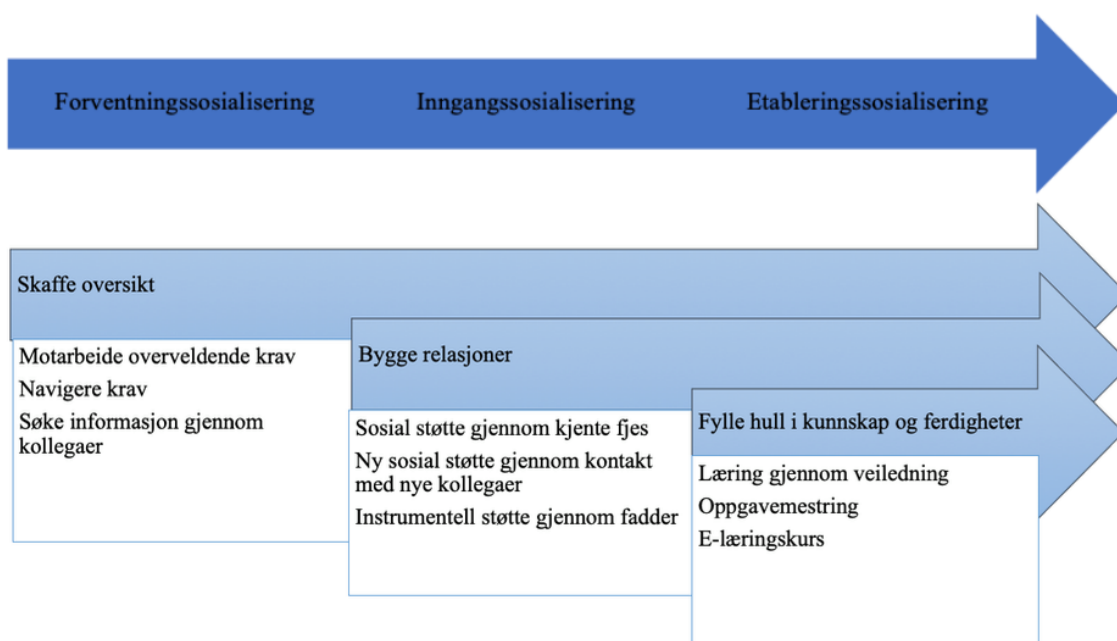 Forventningssosialisering
Inngangssosialisering
Etableringssosialisering
Skaffe oversikt
Motarbeide overveldende krav
Navigere krav
Søke informasjon gjennom
kollegaer
Bygge relasjoner
Sosial støtte gjennom kjente fjes
Ny sosial støtte gjennom kontakt
med nye kollegaer
Instrumentell støtte gjennom fadder
Fylle hull i kunnskap og ferdigheter
Læring gjennom veiledning
Oppgavemestring
E-læringskurs